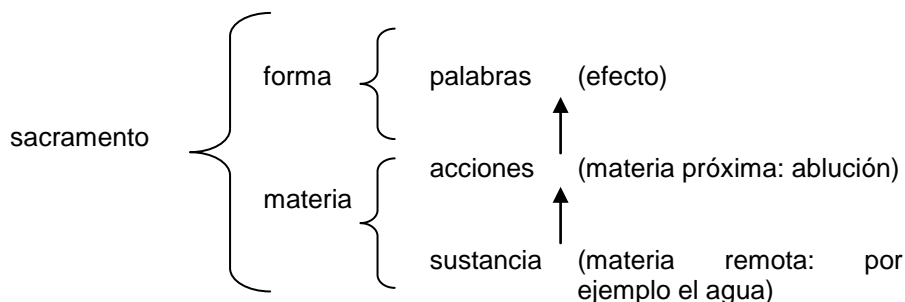 forma palabras (efecto)
sacramento
acciones (materia próxima: ablución)
materia
sustancia (materia remota: por
ejemplo el agua)